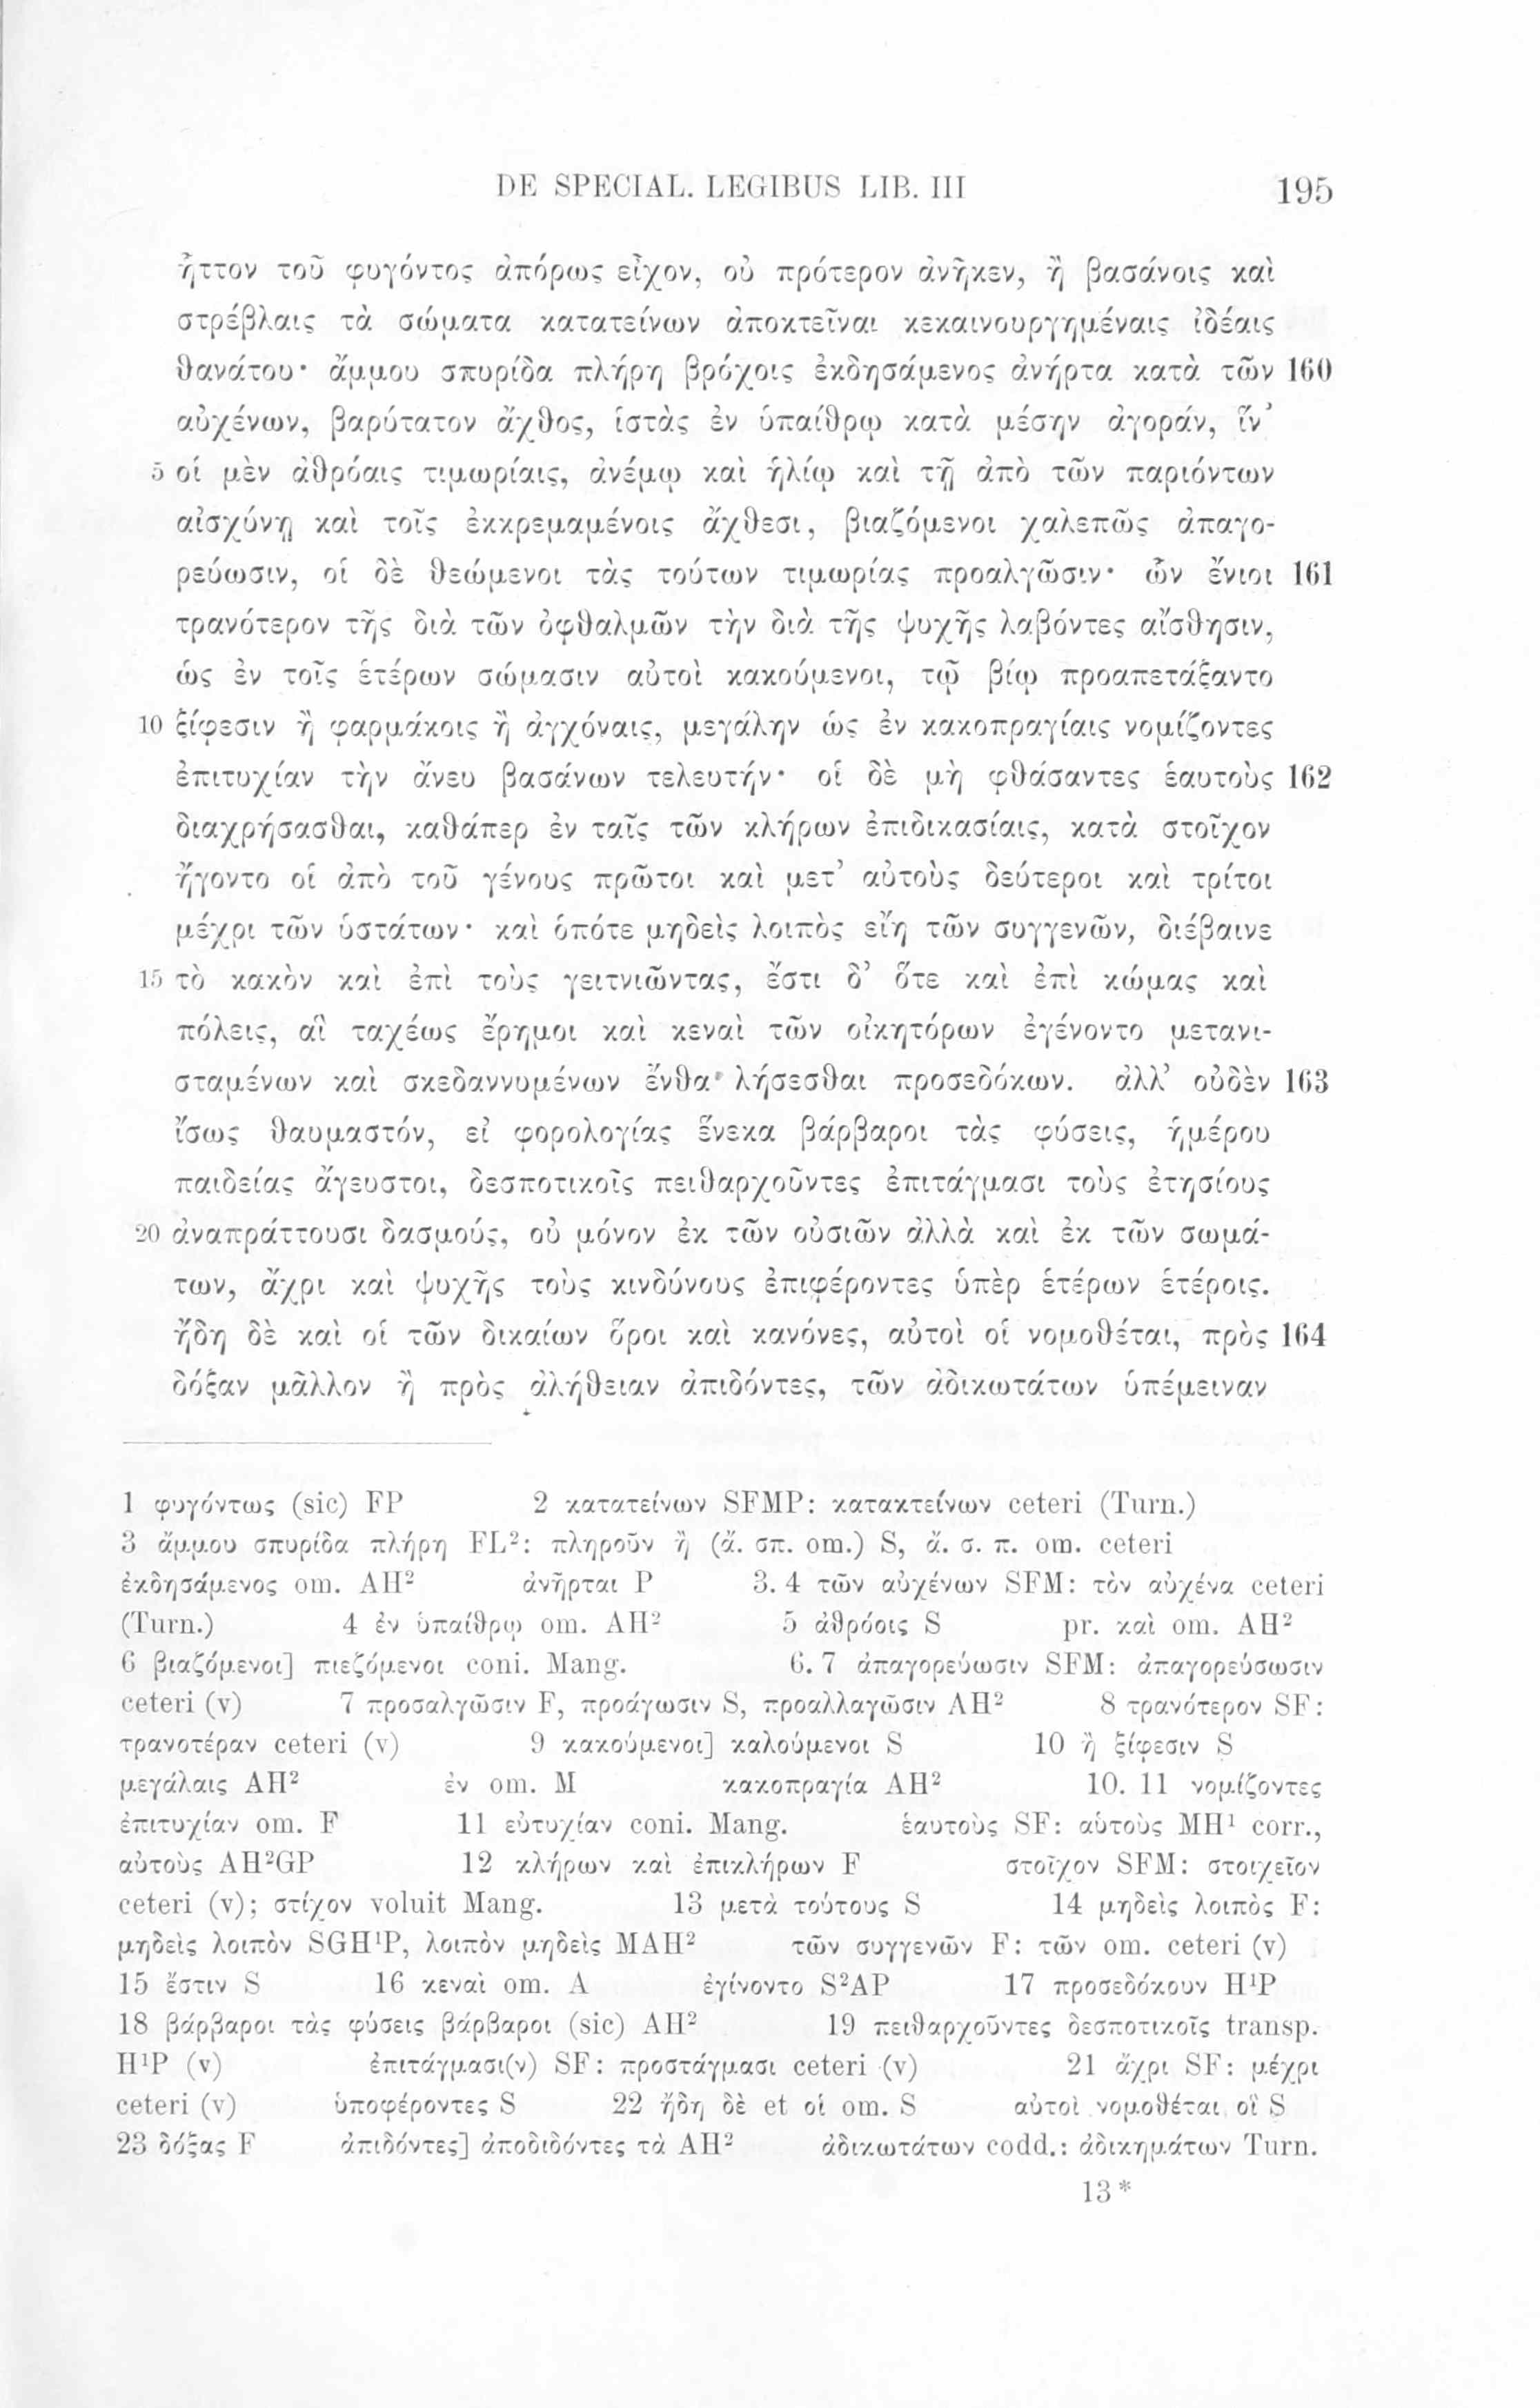 DE SPECIAL. LEGIBUS LIB. III 195
ἧττον τοῦ φυγόντος ἀπόρως εἶχον, οὐ πρότερον ἀνῆκεν, ἢ βασάνοις καὶ
στρέβλαις τὰ σώματα κατατείνων ἀποκτεῖναι κεκαινουργημέναις ἰδέαις
θανάτου· ἄμμου σπυρίδα πλήρη βρόχοις ἐκδησάμενος ἀνήρτα κατὰ τῶν 160
αὐχένων, βαρύτατον ἄχθος, ἱστὰς ἐν ὑπαίθρῳ κατὰ μέσην ἀγοράν, ἵν’
5 οἱ μὲν ἀθρόαις τιμωρίαις, ἀνέμῳ καὶ ἡλίῳ καὶ τῇ ἀπὸ τῶν παριόντων
αἰσχύνῃ καὶ τοῖς ἐκκρεμαμένοις ἄχθεσι, βιαζόμενοι χαλεπῶς ἀπαγο-
ρεύωσιν, οἱ δὲ θεώμενοι τὰς τούτων τιμωρίας προαλγῶσιν· ὧν ἔνιοι 161
τρανότερον τῆς διὰ τῶν ὀφθαλμῶν τὴν διὰ τῆς ψυχῆς λαβόντες αἴσθησιν,
ὡς ἐν τοῖς ἑτέρων σώμασιν αὐτοὶ κακούμενοι, τῷ βίῳ προαπετάξαντο
10 ξίφεσιν ἢ φαρμάκοις ἢ ἀγχόναις, μεγάλην ὡς ἐν κακοπραγίαις νομίζοντες
ἐπιτυχίαν τὴν ἄνευ βασάνων τελευτήν· οἱ δὲ μὴ φθάσαντες ἑαυτοὺς 162
διαχρήσασθαι, καθάπερ ἐν ταῖς τῶν κλήρων ἐπιδικασίαις, κατὰ στοῖχον
ἤγοντο οἱ ἀπὸ τοῦ γένους πρῶτοι καὶ μετ’ αὐτοὺς δεύτεροι καὶ τρίτοι
μέχρι τῶν ὑστάτων· καὶ ὁπότε μηδεὶς λοιπὸς εἴη τῶν συγγενῶν, διέβαινε
15 τὸ κακὸν καὶ ἐπὶ τοὺς γειτνιῶντας, ἔστι δ’ ὅτε καὶ ἐπὶ κώμας καὶ
πόλεις, αἳ ταχέως ἔρημοι καὶ κεναὶ τῶν οἰκητόρων ἐγένοντο μετανι-
σταμένων καὶ σκεδαννυμένων ἔνθα λήσεσθαι προσεδόκων. ἀλλ’ οὐδὲν 163
ἴσως θαυμαστόν, εἰ φορολογίας ἕνεκα βάρβαροι τὰς φύσεις, ἡμέρου
παιδείας ἄγευστοι, δεσποτικοῖς πειθαρχοῦντες ἐπιτάγμασι τοὺς ἐτησίους
20 ἀναπράττουσι δασμούς, οὐ μόνον ἐκ τῶν οὐσιῶν ἀλλὰ καὶ ἐκ τῶν σωμά-
των, ἄχρι καὶ ψυχῆς τοὺς κινδύνους ἐπιφέροντες ὑπὲρ ἑτέρων ἑτέροις.
ἤδη δὲ καὶ οἱ τῶν δικαίων ὅροι καὶ κανόνες, αὐτοὶ οἱ νομοθέται, πρὸς 164
δόξαν μᾶλλον ἢ πρὸς ἀλήθειαν ἀπιδόντες, τῶν ἀδικωτάτων ὑπέμειναν
1 φυγόντως (sic) FP 2 κατατείνων SFMP: κατακτείνων ceteri (Turn.)
3 ἄμμου σπυρίδα πλήρη FL²: πληροῦν ἢ (ἄ. σπ. om.) S, ἄ. σ. π. om. ceteri
ἐκδησάμενος om. AH² ἀνῆρται P 3. 4 τῶν αὐχένων SFM: τὸν αὐχένα ceteri
(Turn.) 4 ἐν ὑπαίθρῳ om. AH² 5 ἀθρόοις S pr. καὶ om. AH²
6 βιαζόμενοι] πιεζόμενοι coni. Mang. 6. 7 ἀπαγορεύωσιν SFM: ἀπαγορεύσωσιν
ceteri (v) 7 προσαλγῶσιν F, προάγωσιν S, προαλλαγῶσιν AH² 8 τρανότερον SF:
τρανοτέραν ceteri (v) 9 κακούμενοι] καλούμενοι S 10 ἢ ξίφεσιν S
μεγάλαις AH² ἐν om. M κακοπραγία AH² 10. 11 νομίζοντες
ἐπιτυχίαν om. F 11 εὐτυχίαν coni. Mang. ἑαυτοὺς SF: αὑτοὺς MH¹ corr.,
αὐτοὺς AH²GP 12 κλήρων καὶ ἐπικλήρων F στοῖχον SFM: στοιχεῖον
ceteri (v); στίχον voluit Mang. 13 μετὰ τούτους S 14 μηδεὶς λοιπὸς F:
μηδεὶς λοιπὸν SGH¹P, λοιπὸν μηδεὶς MAH² τῶν συγγενῶν F: τῶν om. ceteri (v)
15 ἔστιν S 16 κεναὶ om. A ἐγίνοντο S²AP 17 προσεδόκουν H¹P
18 βάρβαροι τὰς φύσεις βάρβαροι (sic) AH² 19 πειθαρχοῦντες δεσποτικοῖς transp.
H¹P (v) ἐπιτάγμασι(ν) SF: προστάγμασι ceteri (v) 21 ἄχρι SF: μέχρι
ceteri (v) ὑποφέροντες S 22 ἤδη δὲ et οἱ om. S αὐτοὶ νομοθέται οἳ S
23 δόξας F ἀπιδόντες] ἀποδιδόντες τὰ AH² ἀδικωτάτων codd.: ἀδικημάτων Turn.
13*